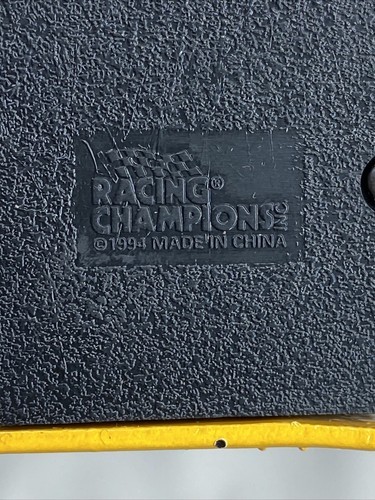 RACING®
CHAMPIONS INC
©1994 MADE IN CHINA